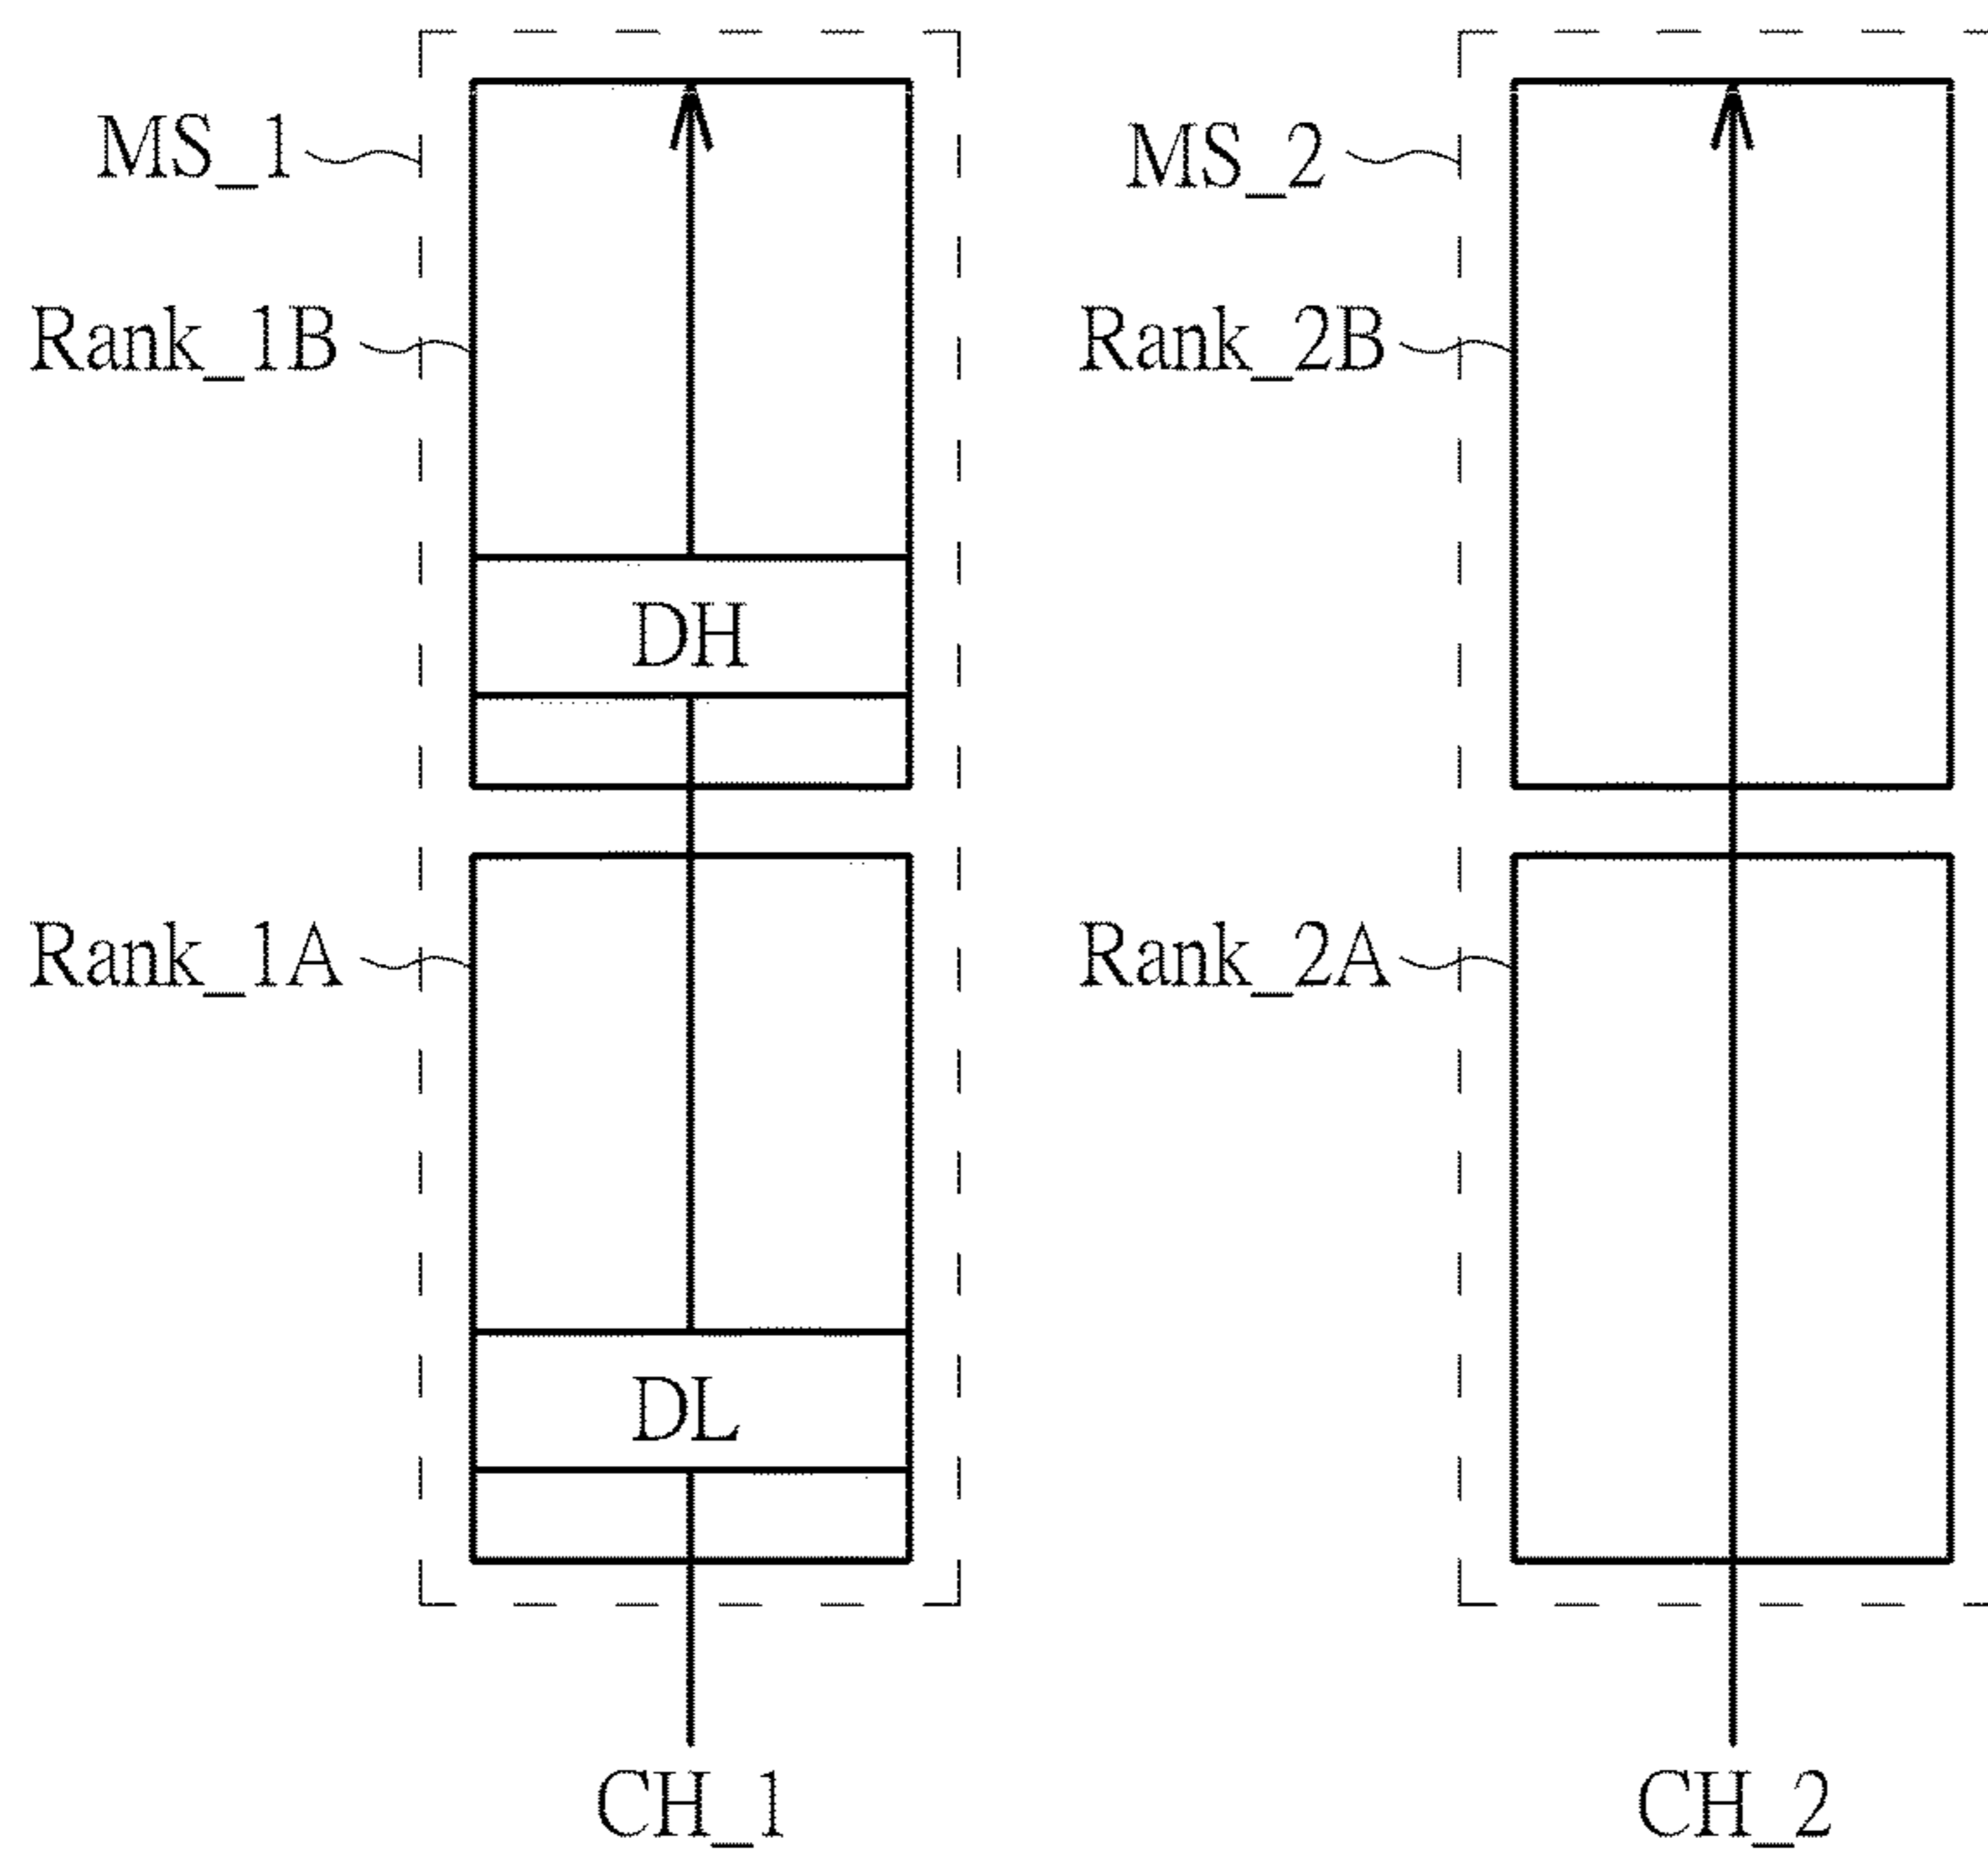 MS_1
MS_2
Rank_1B
Rank_2B
DH
Rank_1A
Rank_2A
DL
CH_1
CH_2